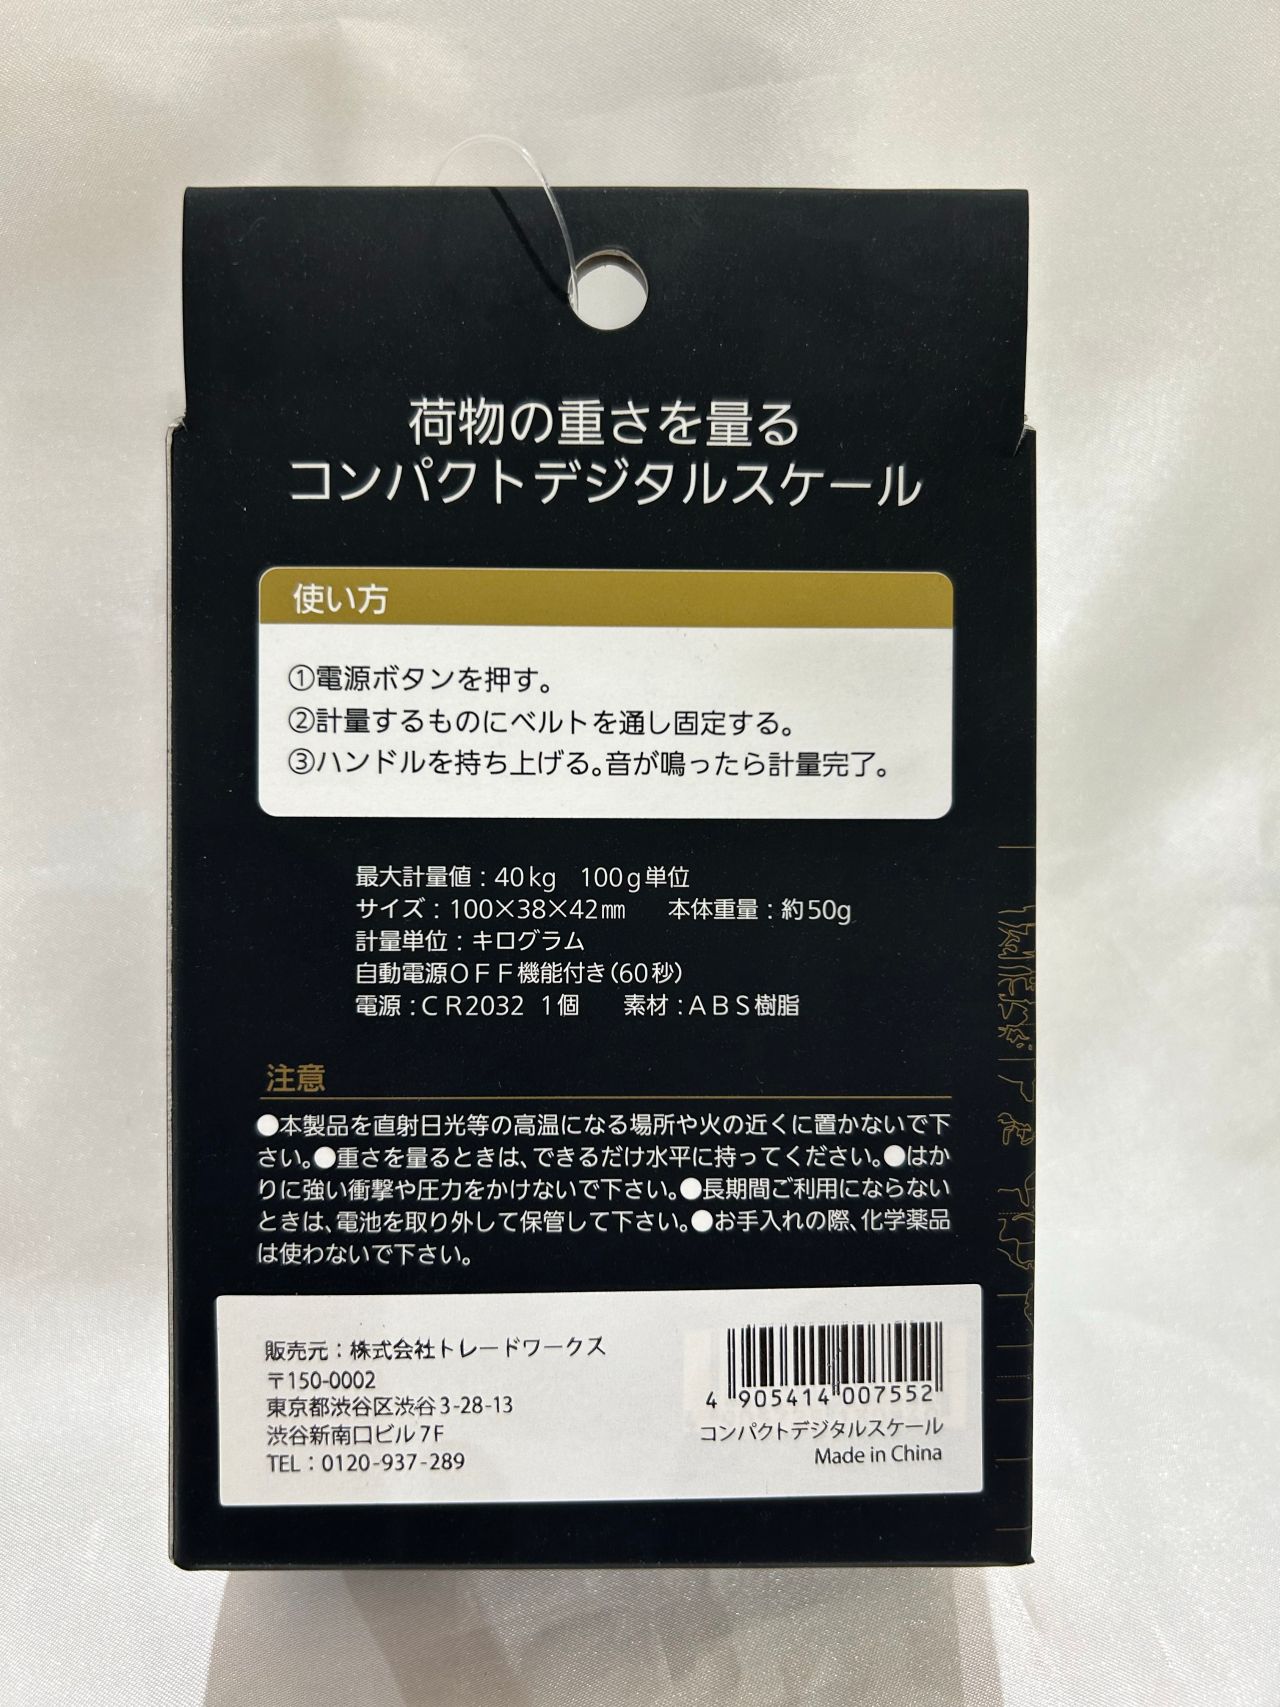 荷物の重さを量る
コンパクトデジタルスケール
使い方
①電源ボタンを押す。
②計量するものにベルトを通し固定する。
③ハンドルを持ち上げる。音が鳴ったら計量完了。
最大計量値：40kg　100g単位
サイズ：100×38×42㎜　本体重量：約50g
計量単位：キログラム
自動電源OFF機能付き（60秒）
電源：CR2032 1個　素材：ABS樹脂
注意
●本製品を直射日光等の高温になる場所や火の近くに置かないで下
さい。●重さを量るときは、できるだけ水平に持ってください。●はか
りに強い衝撃や圧力をかけないで下さい。●長期間ご利用にならない
ときは、電池を取り外して保管して下さい。●お手入れの際、化学薬品
は使わないで下さい。
販売元：株式会社トレードワークス
〒150-0002
東京都渋谷区渋谷3-28-13
渋谷新南口ビル7F
TEL：0120-937-289
4 905414 007552
コンパクトデジタルスケール
Made in China